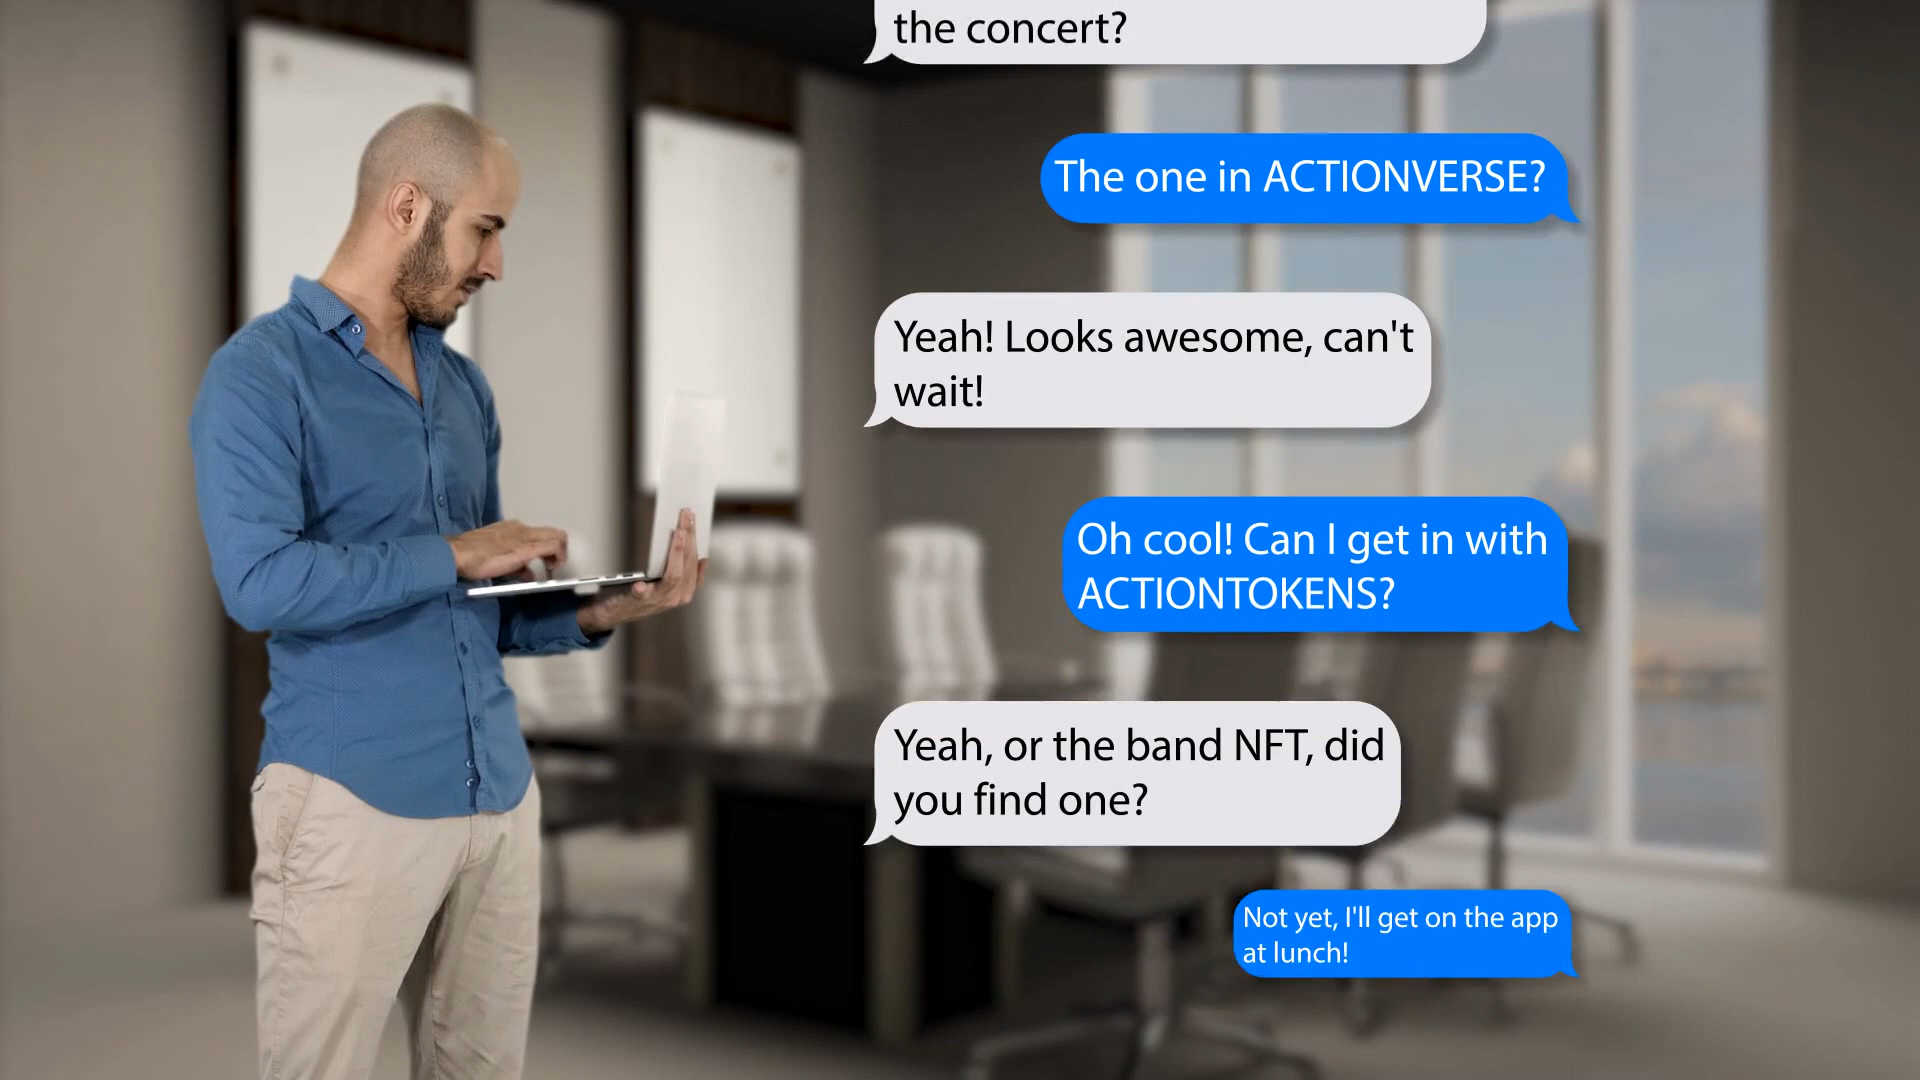 the concert?
The one in ACTIONVERSE?
Yeah! Looks awesome, can't
wait!
Oh cool! Can I get in with
ACTIONTOKENS?
Yeah, or the band NFT, did
you find one?
Not yet, I'll get on the app
at lunch!